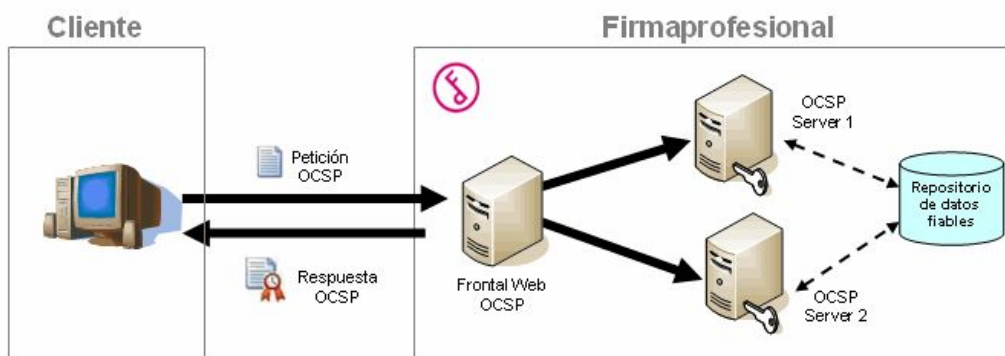 Cliente
Firmaprofesional
Petición
OCSP
Respuesta
OCSP
Frontal Web
OCSP
OCSP
Server 1
OCSP
Server 2
Repositorio
de datos
fiables